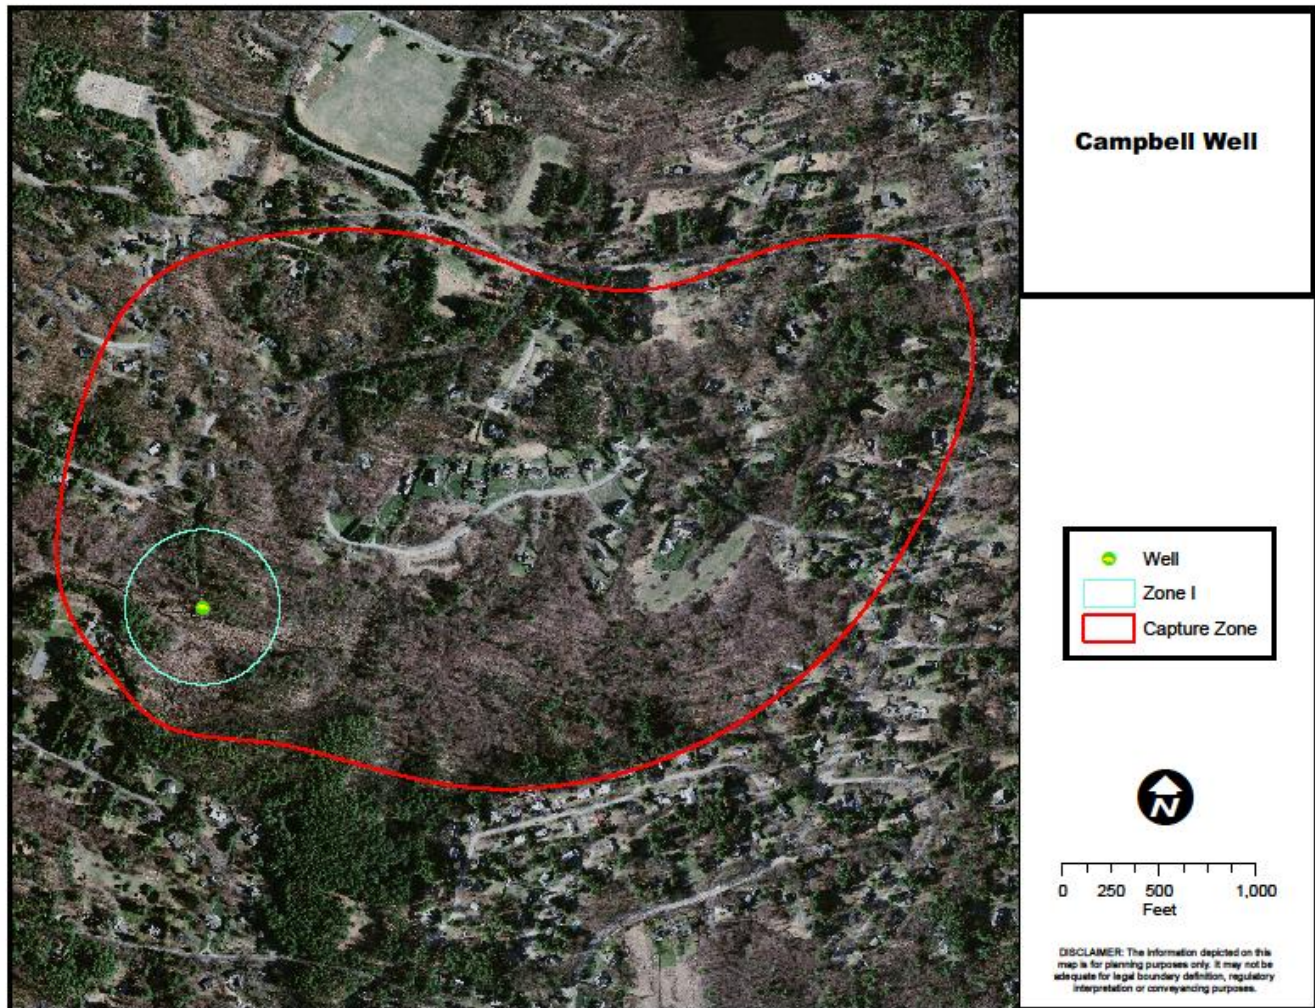 Campbell Well
Well
Zone I
Capture Zone
N
0 250 500 1,000
Feet
DISCLAIMER: The information depicted on this
map is for planning purposes only. It may not be
adequate for legal boundary definition, regulatory
interpretation or conveyancing purposes.